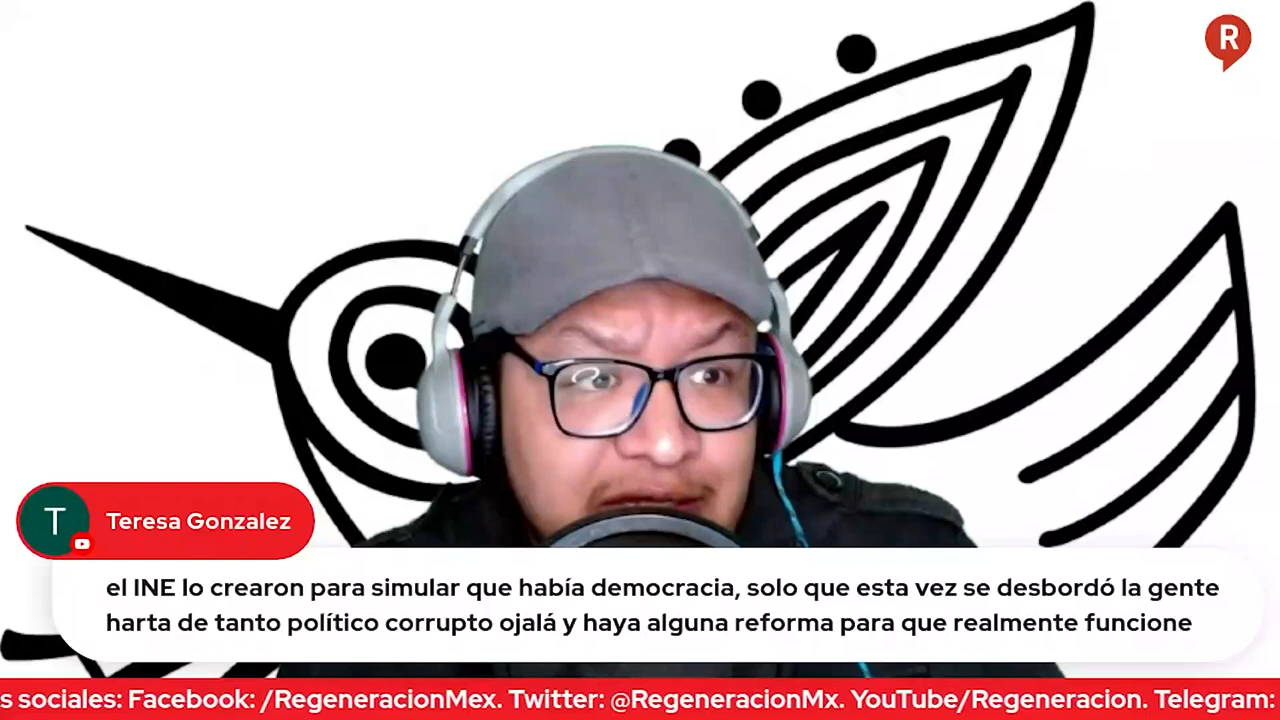 R
T
Teresa Gonzalez
el INE lo crearon para simular que había democracia, solo que esta vez se desbordó la gente
harta de tanto político corrupto ojalá y haya alguna reforma para que realmente funcione
s sociales: Facebook: /RegeneracionMex. Twitter: @RegeneracionMx. YouTube/Regeneracion. Telegram: